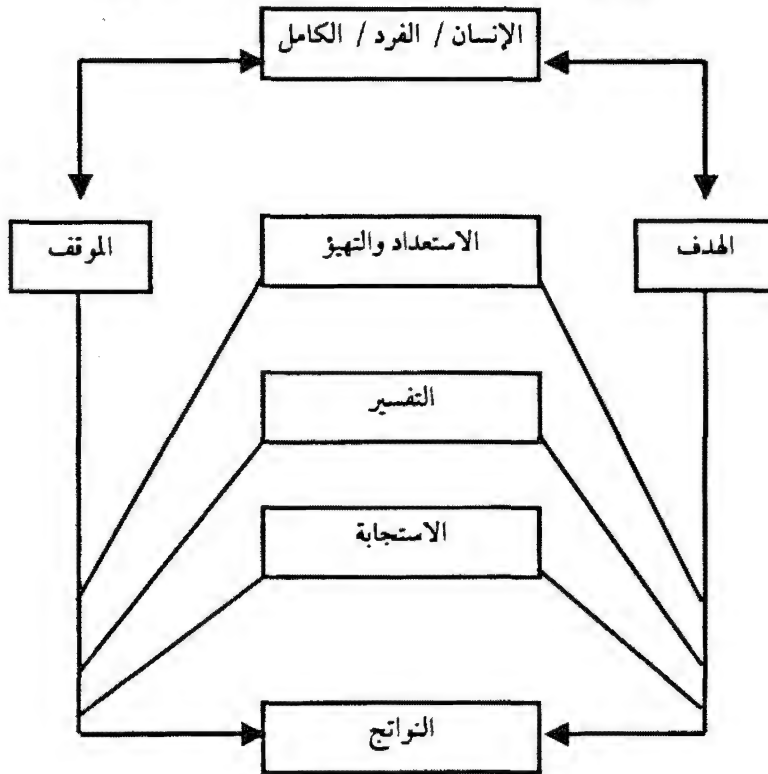 الإنسان / الفرد / الكامل
الهدف
الاستعداد والتهيؤ
الموقف
التفسير
الاستجابة
النواتج